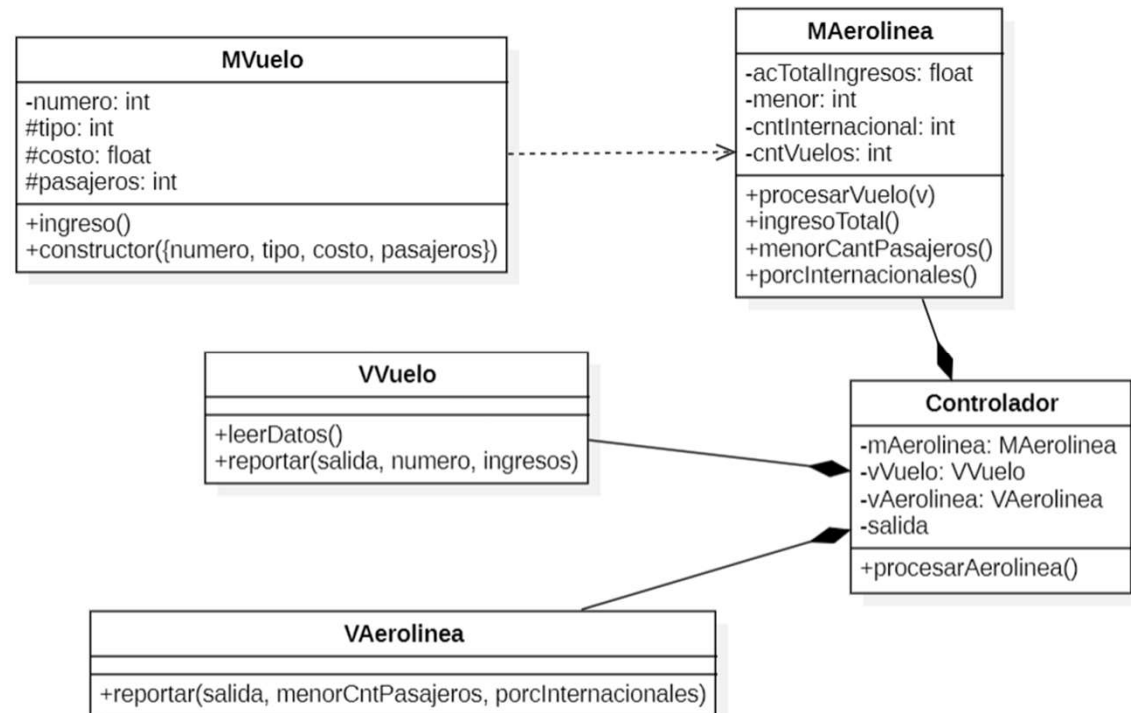 MVuelo
-numero: int
#tipo: int
#costo: float
#pasajeros: int
+ingreso()
+constructor({numero, tipo, costo, pasajeros})
MAerolinea
-acTotalIngresos: float
-menor: int
-cntInternacional: int
-cntVuelos: int
+procesarVuelo(v)
+ingresoTotal()
+menorCantPasajeros()
+porcInternacionales()
VVuelo
+leerDatos()
+reportar(salida, numero, ingresos)
Controlador
-mAerolinea: MAerolinea
-vVuelo: VVuelo
-vAerolinea: VAerolinea
-salida
+procesarAerolinea()
VAerolinea
+reportar(salida, menorCntPasajeros, porcInternacionales)